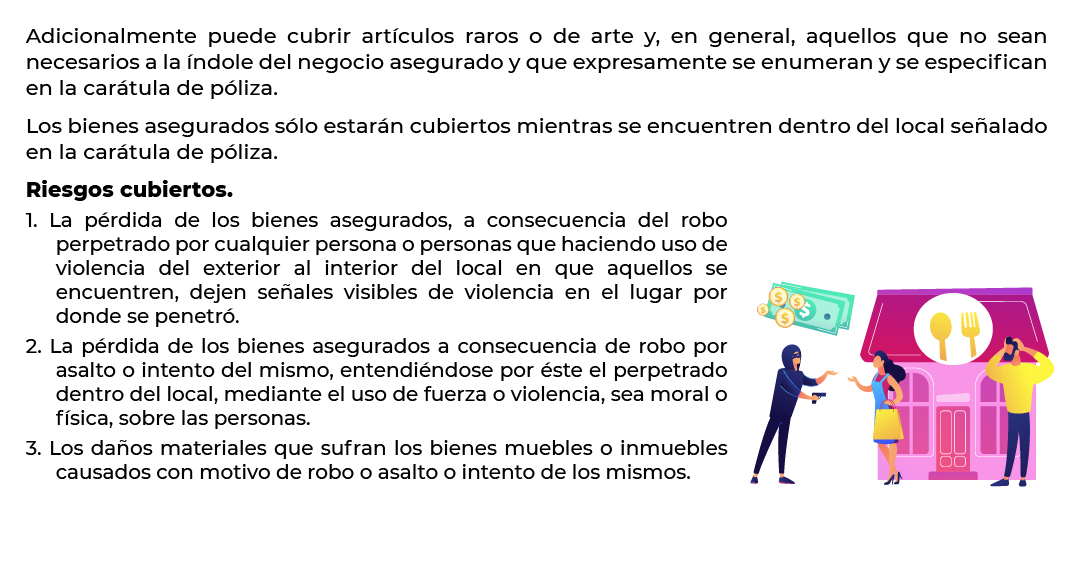 Adicionalmente puede cubrir artículos raros o de arte y, en general, aquellos que no sean
necesarios a la índole del negocio asegurado y que expresamente se enumeran y se especifican
en la carátula de póliza.
Los bienes asegurados sólo estarán cubiertos mientras se encuentren dentro del local señalado
en la carátula de póliza.
Riesgos cubiertos.
1. La pérdida de los bienes asegurados, a consecuencia del robo
perpetrado por cualquier persona o personas que haciendo uso de
violencia del exterior al interior del local en que aquellos se
encuentren, dejen señales visibles de violencia en el lugar por
donde se penetró.
2. La pérdida de los bienes asegurados a consecuencia de robo por
asalto o intento del mismo, entendiéndose por éste el perpetrado
dentro del local, mediante el uso de fuerza o violencia, sea moral o
física, sobre las personas.
3. Los daños materiales que sufran los bienes muebles o inmuebles
causados con motivo de robo o asalto o intento de los mismos.